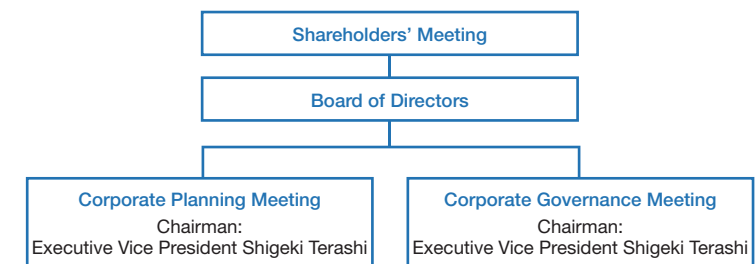 Shareholders’ Meeting
Board of Directors
Corporate Planning Meeting
Chairman:
Executive Vice President Shigeki Terashi
Corporate Governance Meeting
Chairman:
Executive Vice President Shigeki Terashi